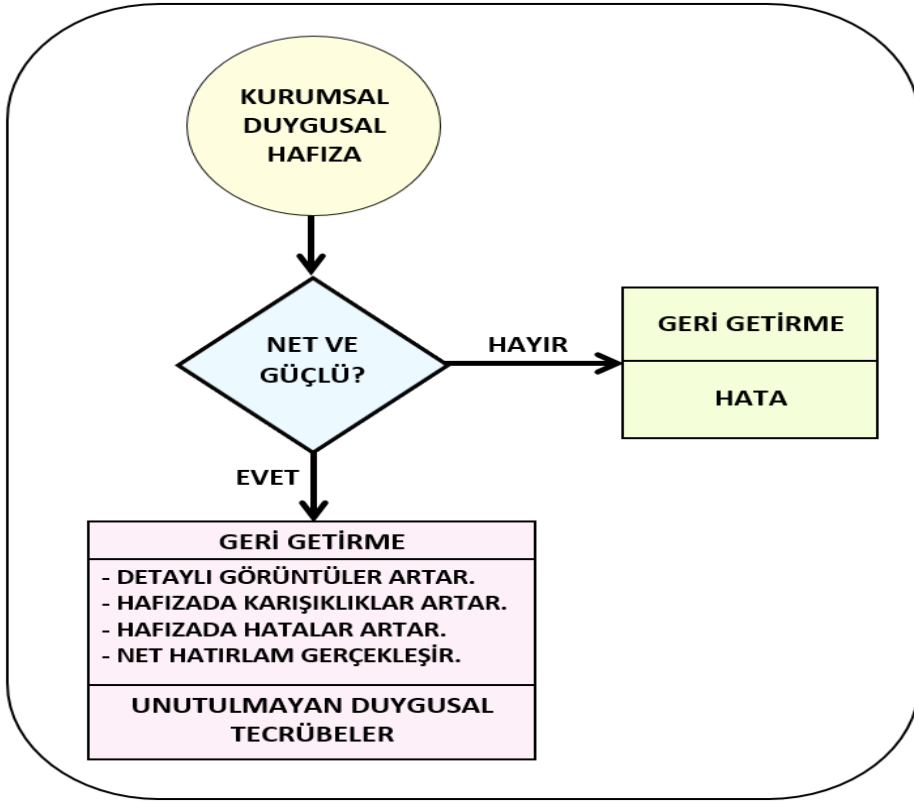 KURUMSAL
DUYGUSAL
HAFIZA
NET VE
GÜÇLÜ?
HAYIR
GERİ GETİRME
HATA
EVET
GERİ GETİRME
- DETAYLI GÖRÜNTÜLER ARTAR.
- HAFIZADA KARIŞIKLIKLAR ARTAR.
- HAFIZADA HATALAR ARTAR.
- NET HATIRLAM GERÇEKLEŞİR.
UNUTULMAYAN DUYGUSAL
TECRÜBELER